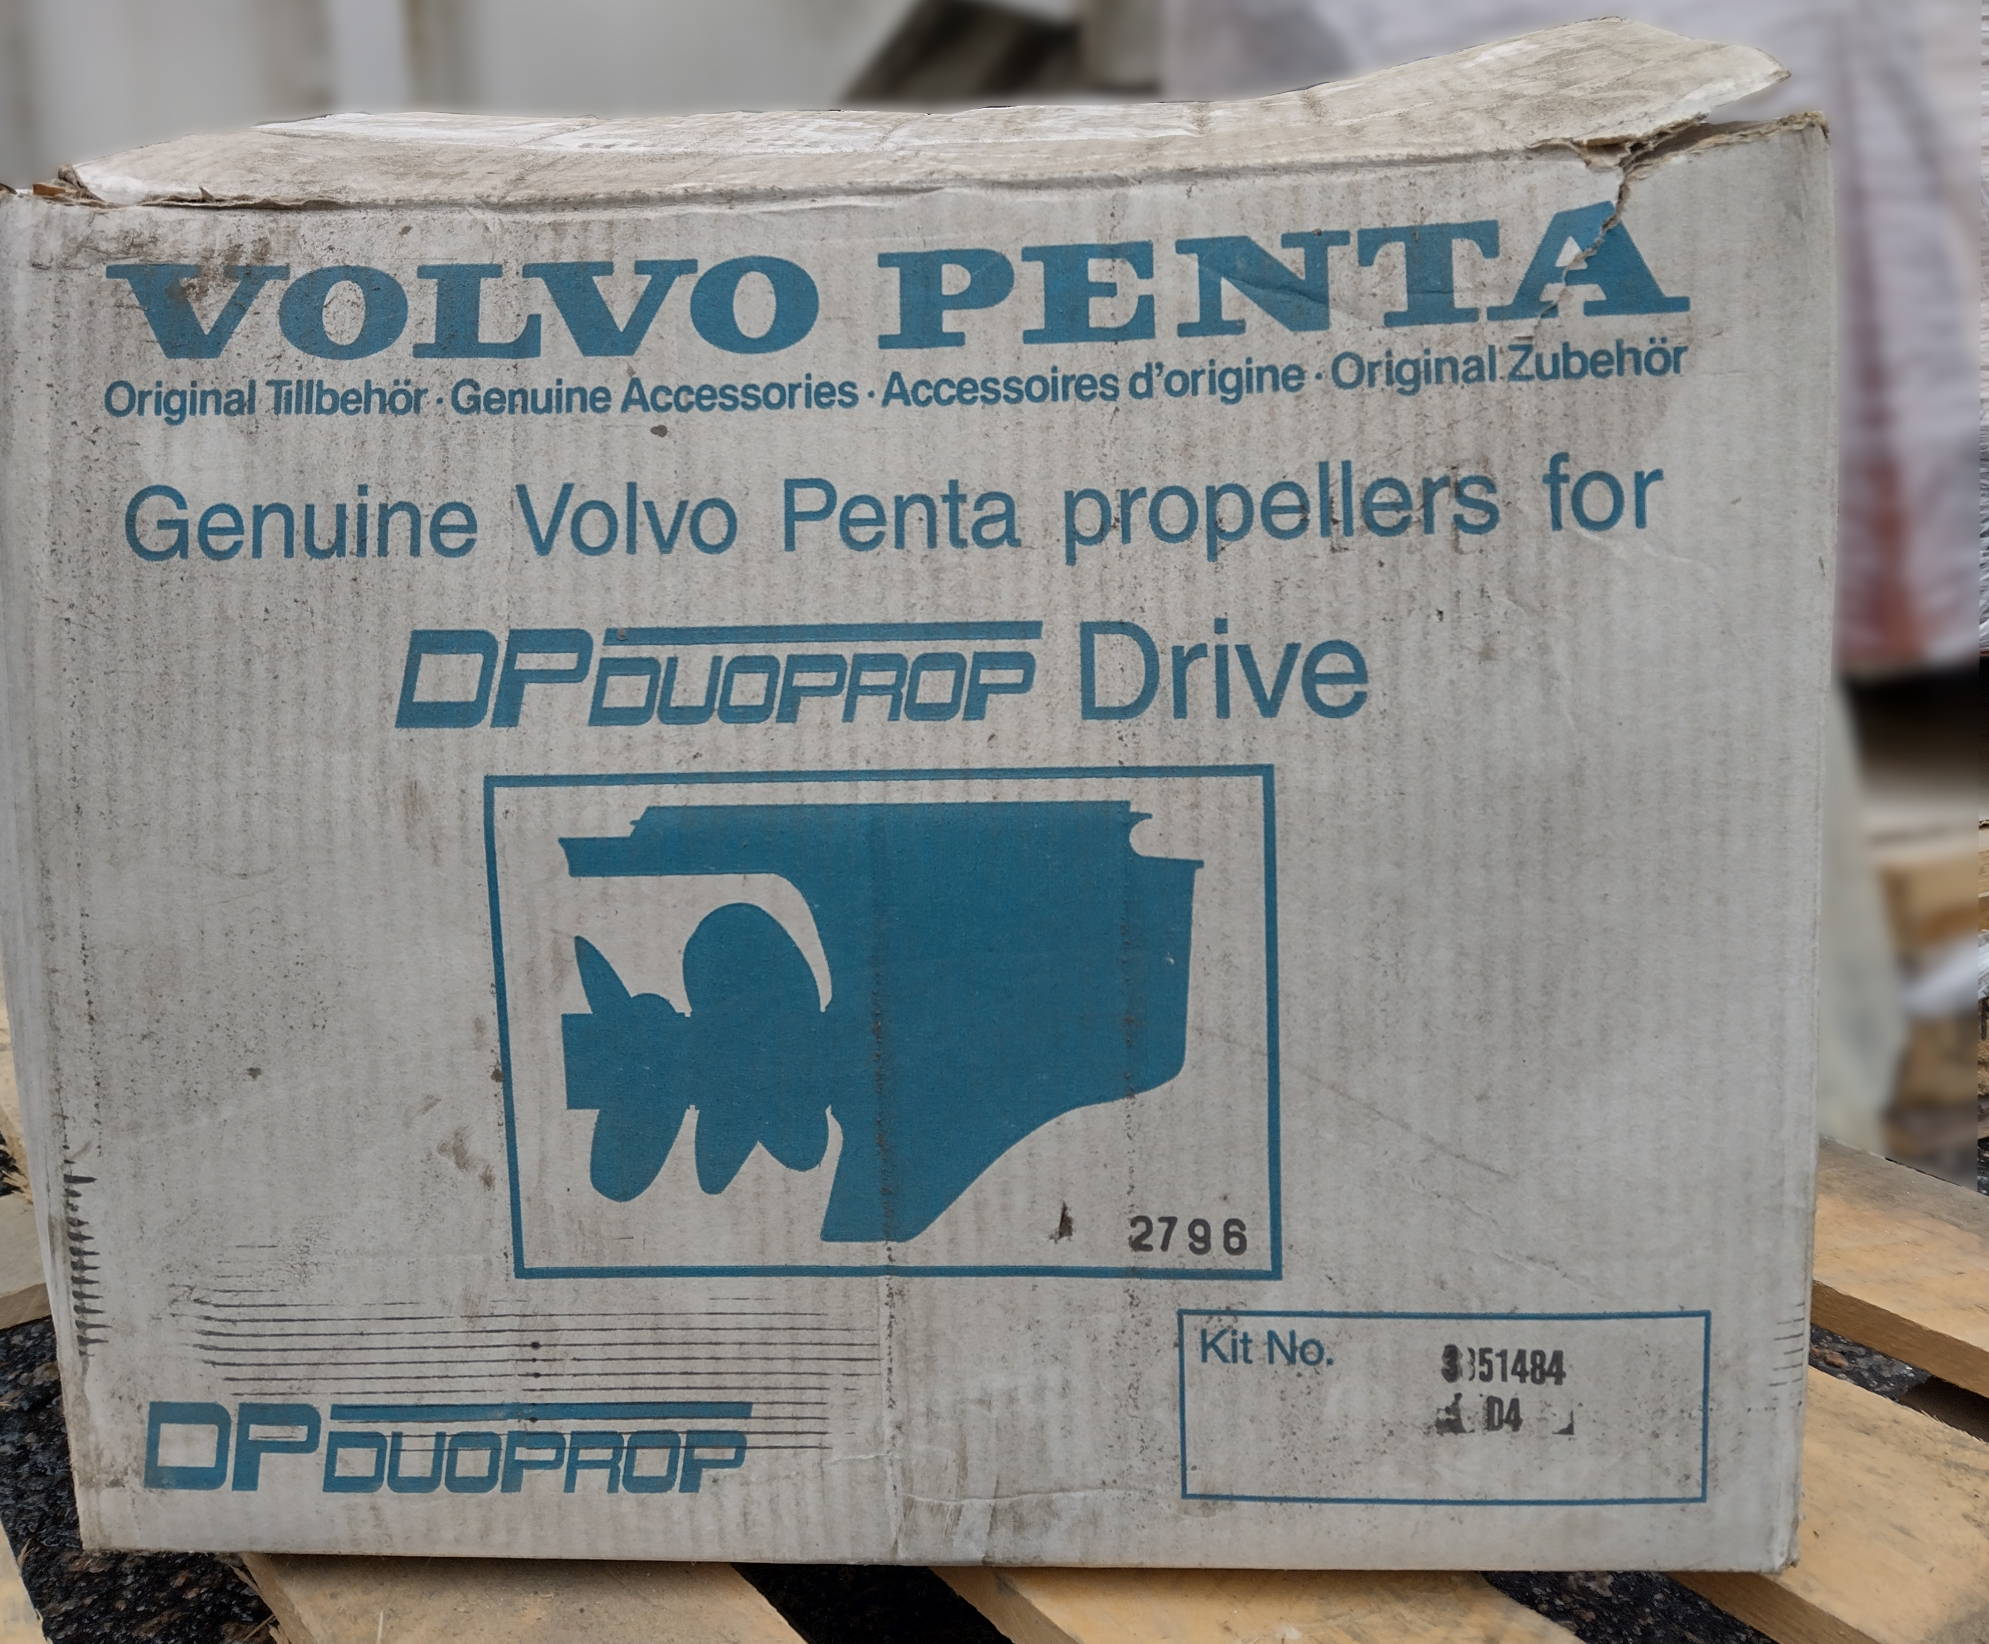 VOLVO PENTA
Original Tillbehör · Genuine Accessories · Accessoires d'origine · Original Zubehör
Genuine Volvo Penta propellers for
DP DUOPROP Drive
2796
Kit No.
D4
DP DUOPROP